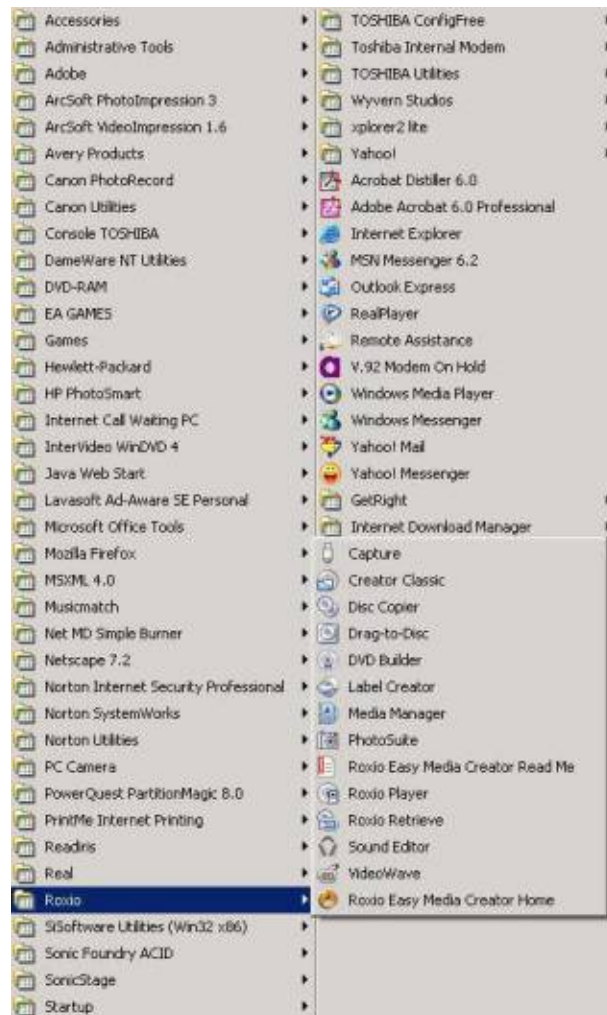 Accessories
Administrative Tools
Adobe
ArcSoft PhotoImpression 3
ArcSoft VideoImpression 1.6
Avery Products
Canon PhotoRecord
Canon Utilities
Console TOSHIBA
DameWare NT Utilities
DVD-RAM
EA GAMES
Games
Hewlett-Packard
HP PhotoSmart
Internet Call Waiting PC
InterVideo WinDVD 4
Java Web Start
Lavasoft Ad-Aware SE Personal
Microsoft Office Tools
Mozilla Firefox
MSXML 4.0
Musicmatch
Net MD Simple Burner
Netscape 7.2
Norton Internet Security Professional
Norton SystemWorks
Norton Utilities
PC Camera
PowerQuest PartitionMagic 8.0
PrintMe Internet Printing
Readiris
Real
Roxio
SiSoftware Utilities (Win32 x86)
Sonic Foundry ACID
SonicStage
Startup
TOSHIBA ConfigFree
Toshiba Internal Modem
TOSHIBA Utilities
Wyvern Studios
xplorer2 lite
Yahoo!
Acrobat Distiller 6.0
Adobe Acrobat 6.0 Professional
Internet Explorer
MSN Messenger 6.2
Outlook Express
RealPlayer
Remote Assistance
V.92 Modem On Hold
Windows Media Player
Windows Messenger
Yahoo! Mail
Yahoo! Messenger
GetRight
Internet Download Manager
Capture
Creator Classic
Disc Copier
Drag-to-Disc
DVD Builder
Label Creator
Media Manager
PhotoSuite
Roxio Easy Media Creator Read Me
Roxio Player
Roxio Retrieve
Sound Editor
VideoWave
Roxio Easy Media Creator Home